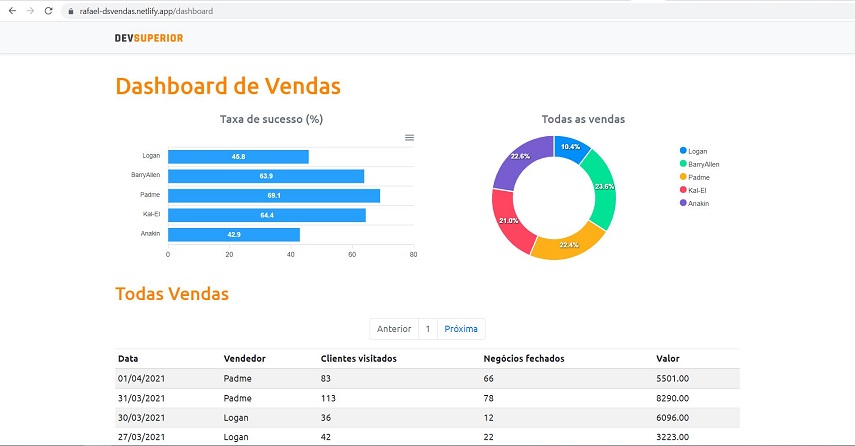 rafael-dsvendas.netlify.app/dashboard
DEVSUPERIOR
Dashboard de Vendas
Taxa de sucesso (%)
Logan 45.8
BarryAllen 63.9
Padme 69.1
Kal-El 64.4
Anakin 42.9
0 20 40 60 80
Todas as vendas
10.4%
23.6%
22.4%
21.0%
22.6%
Logan
BarryAllen
Padme
Kal-El
Anakin
Todas Vendas
Anterior 1 Próxima
Data Vendedor Clientes visitados Negócios fechados Valor
01/04/2021 Padme 83 66 5501.00
31/03/2021 Padme 113 78 8290.00
30/03/2021 Logan 36 12 6096.00
27/03/2021 Logan 42 22 3223.00